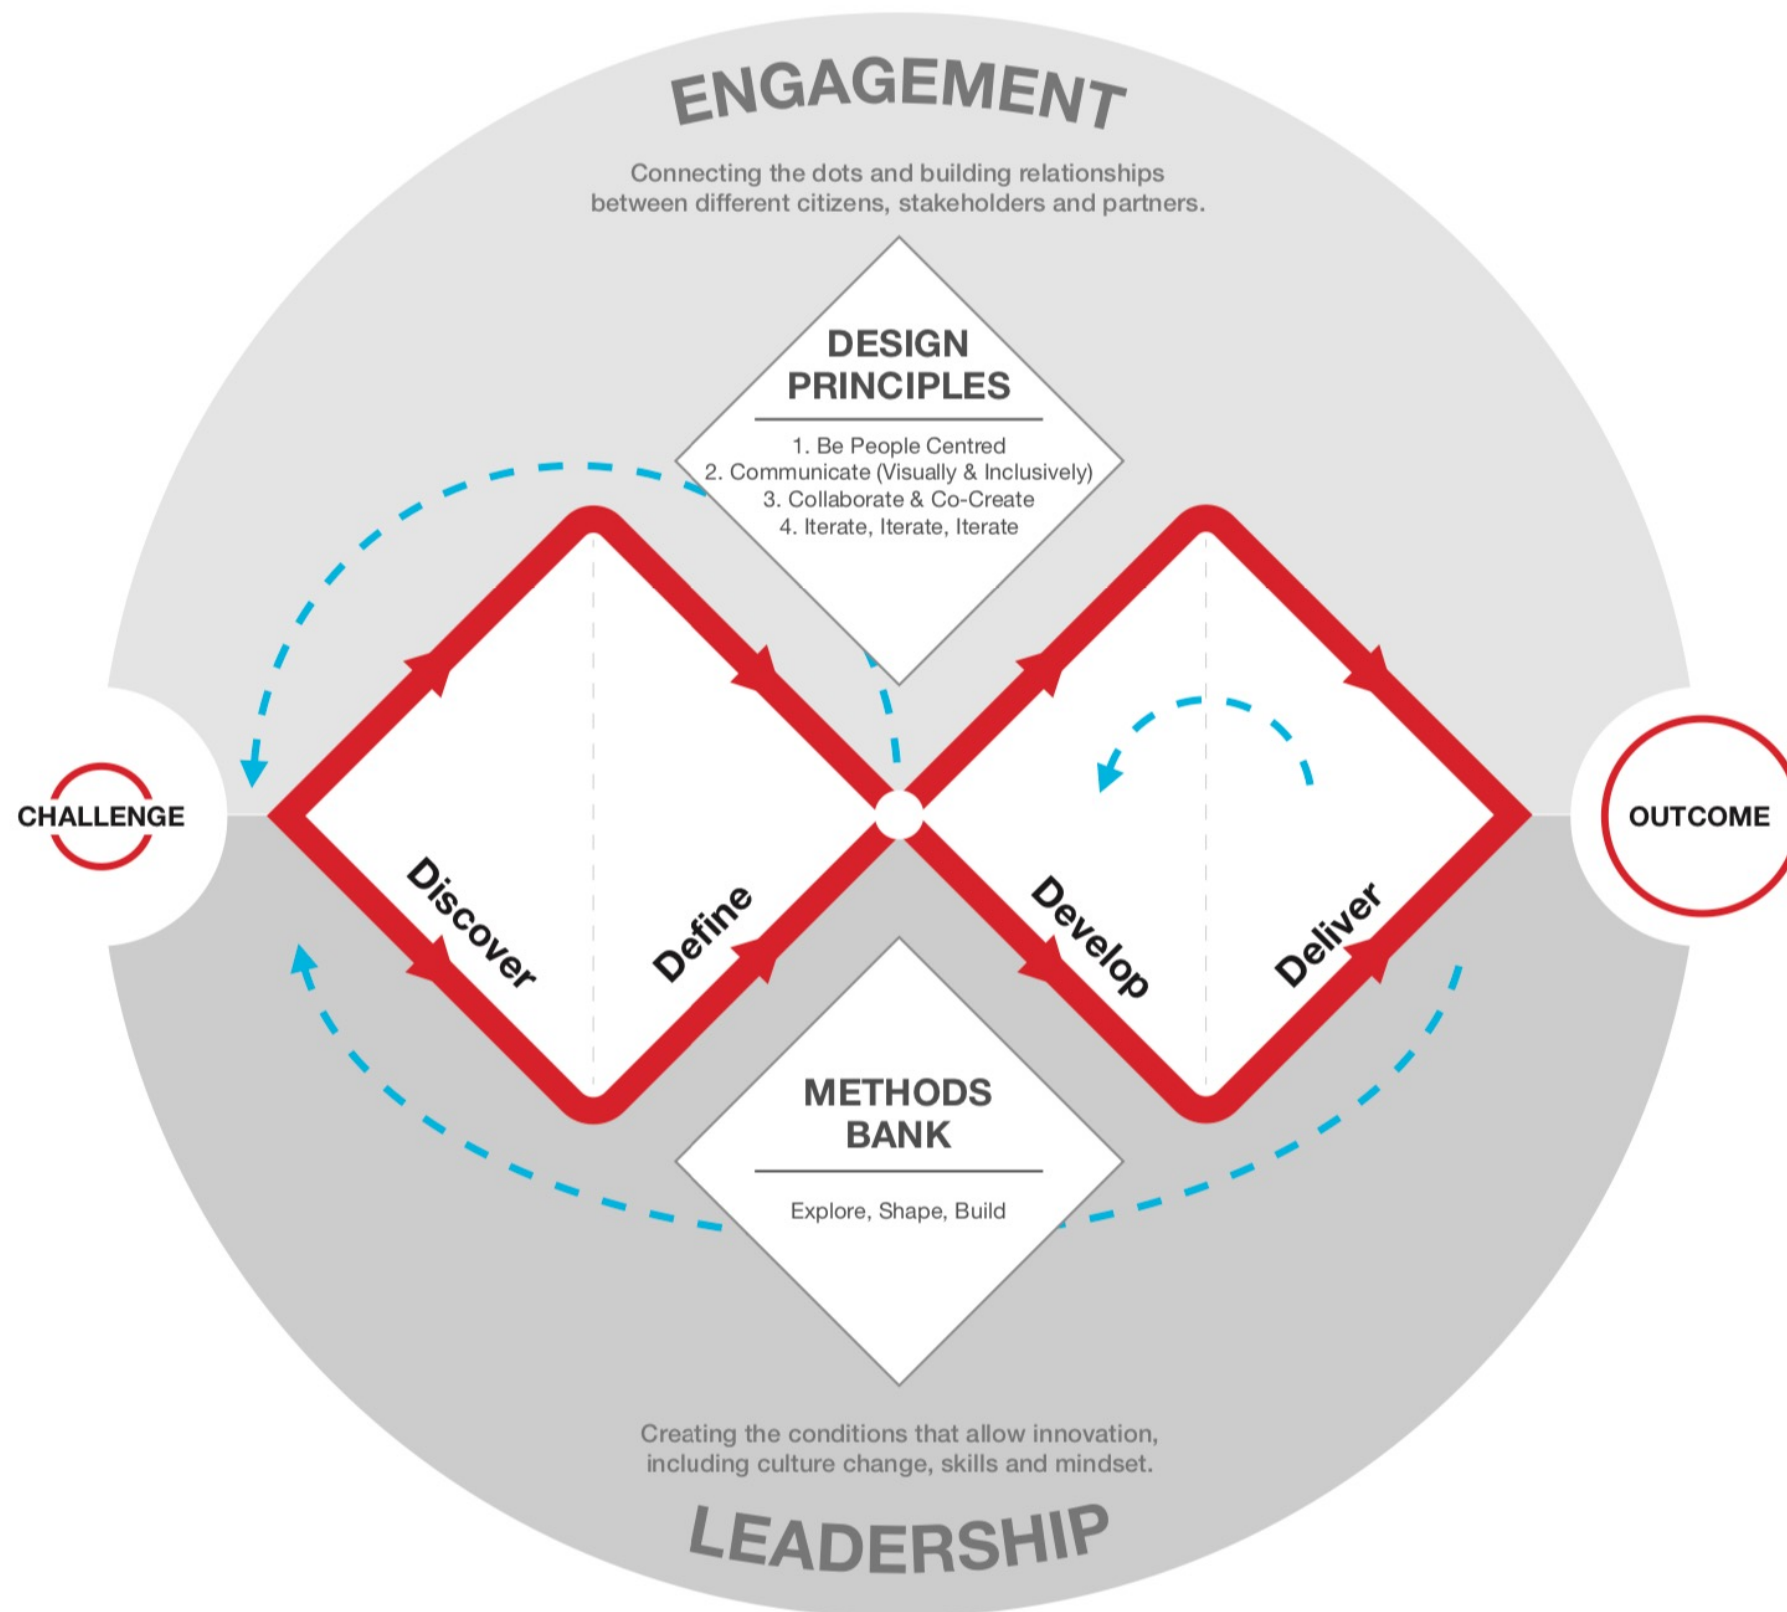 ENGAGEMENT
Connecting the dots and building relationships
between different citizens, stakeholders and partners.
DESIGN
PRINCIPLES
1. Be People Centred
2. Communicate (Visually & Inclusively)
3. Collaborate & Co-Create
4. Iterate, Iterate, Iterate
CHALLENGE
OUTCOME
Discover
Define
Develop
Deliver
METHODS
BANK
Explore, Shape, Build
Creating the conditions that allow innovation,
including culture change, skills and mindset.
LEADERSHIP